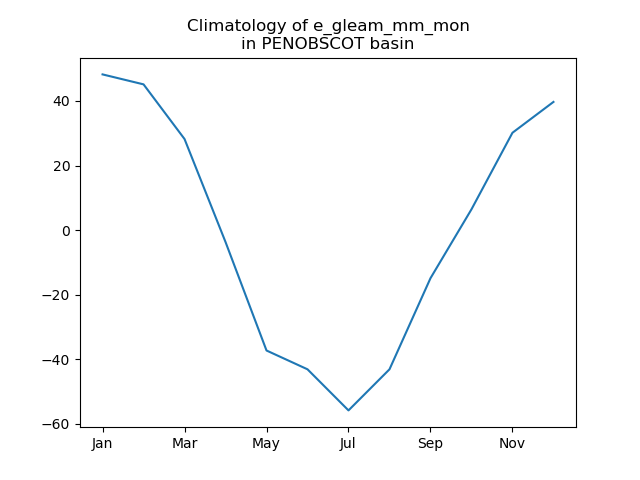 Climatology of e_gleam_mm_mon
in PENOBSCOT basin
40
20
0
−20
−40
−60
Jan
Mar
May
Jul
Sep
Nov